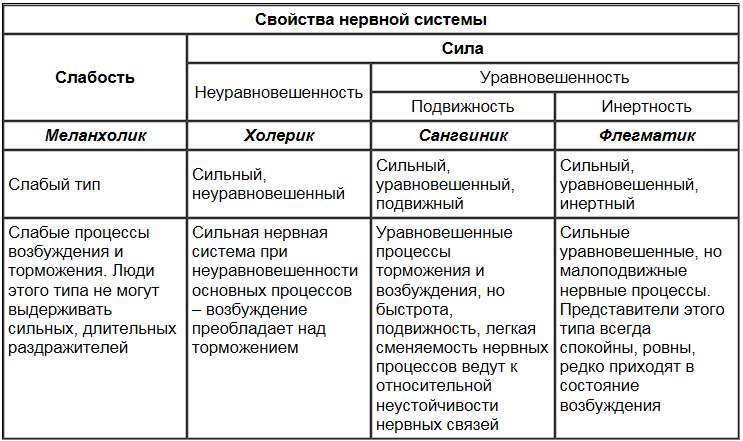 Свойства нервной системы
Слабость
Сила
Неуравновешенность
Уравновешенность
Подвижность
Инертность
Меланхолик
Холерик
Сангвиник
Флегматик
Слабый тип
Сильный,
неуравновешенный
Сильный,
уравновешенный,
подвижный
Сильный,
уравновешенный,
инертный
Слабые процессы
возбуждения и
торможения. Люди
этого типа не могут
выдерживать
сильных, длительных
раздражителей
Сильная нервная
система при
неуравновешенности
основных процессов
– возбуждение
преобладает над
торможением
Уравновешенные
процессы
торможения и
возбуждения, но
быстрота,
подвижность, легкая
сменяемость нервных
процессов ведут к
относительной
неустойчивости
нервных связей
Сильные
уравновешенные, но
малоподвижные
нервные процессы.
Представители этого
типа всегда
спокойны, ровны,
редко приходят в
состояние
возбуждения